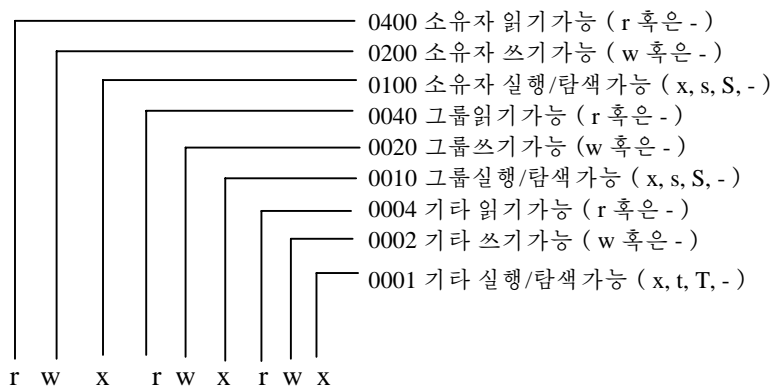 0400 소유자 읽기가능 ( r 혹은 - )
0200 소유자 쓰기가능 ( w 혹은 - )
0100 소유자 실행/탐색가능 ( x, s, S, - )
0040 그룹읽기가능 ( r 혹은 - )
0020 그룹쓰기가능 (w 혹은 - )
0010 그룹실행/탐색가능 ( x, s, S, - )
0004 기타 읽기가능 ( r 혹은 - )
0002 기타 쓰기가능 ( w 혹은 - )
0001 기타 실행/탐색가능 ( x, t, T, - )
r w x r w x r w x